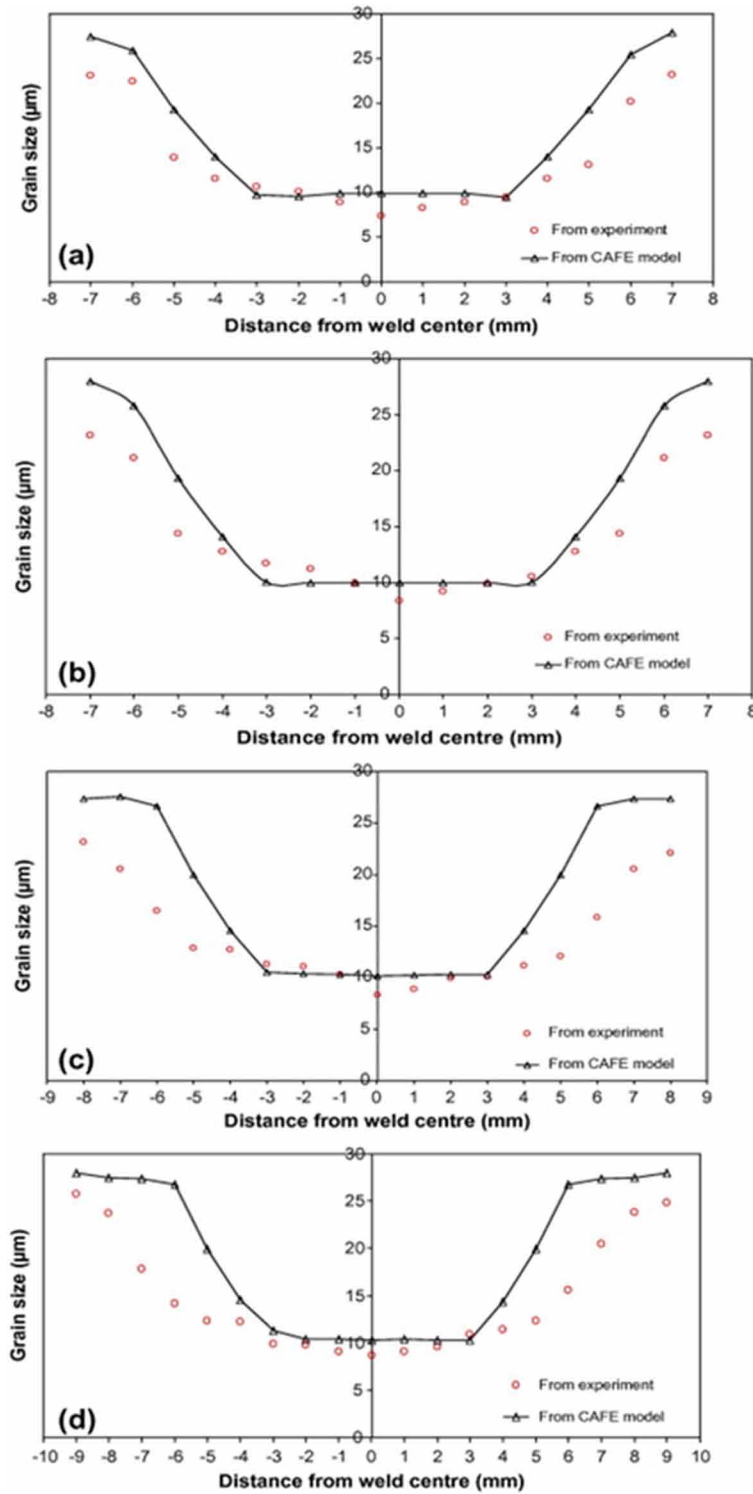 30
25
20
15
10
5
0
Grain size (µm)
From experiment
From CAFE model
(a)
-8 -7 -6 -5 -4 -3 -2 -1 0 1 2 3 4 5 6 7 8
Distance from weld center (mm)
30
25
20
15
10
5
0
Grain size (µm)
From experiment
From CAFE model
(b)
-8 -7 -6 -5 -4 -3 -2 -1 0 1 2 3 4 5 6 7 8
Distance from weld centre (mm)
30
25
20
15
10
5
0
Grain size (µm)
From experiment
From CAFE model
(c)
-9 -8 -7 -6 -5 -4 -3 -2 -1 0 1 2 3 4 5 6 7 8 9
Distance from weld centre (mm)
30
25
20
15
10
5
0
Grain size (µm)
From experiment
From CAFE model
(d)
-10 -9 -8 -7 -6 -5 -4 -3 -2 -1 0 1 2 3 4 5 6 7 8 9 10
Distance from weld centre (mm)